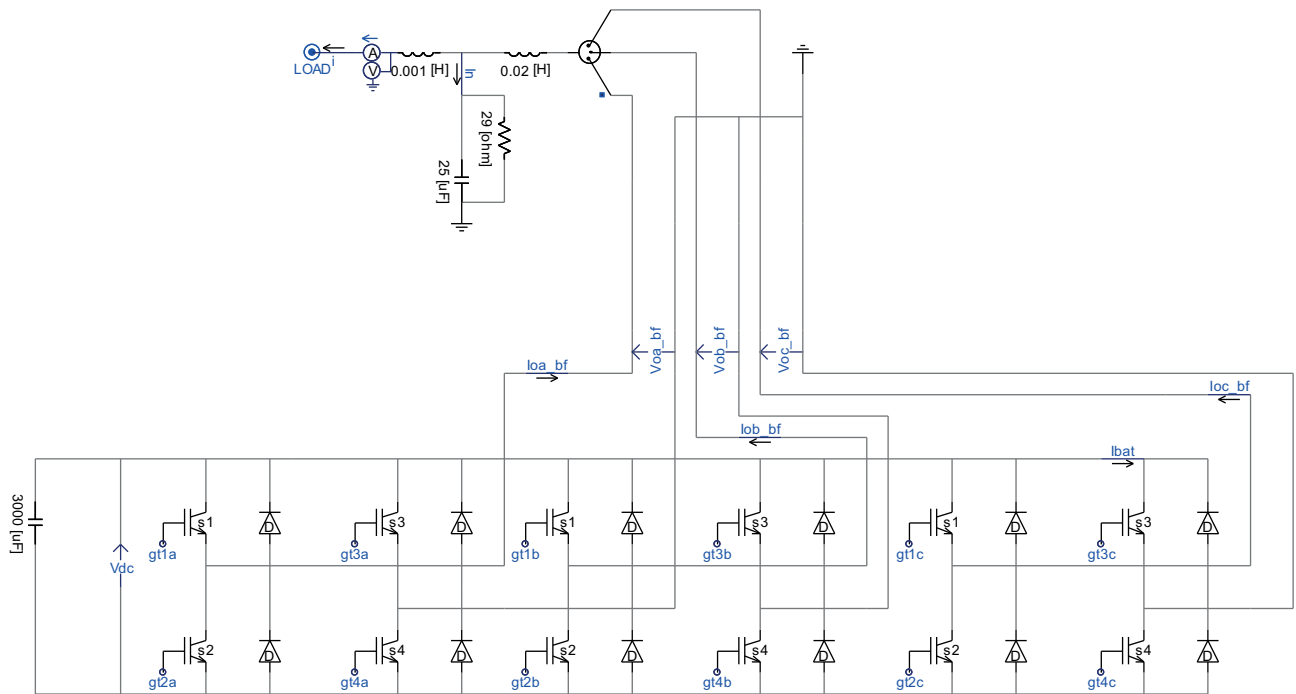 A
V
LOAD
i
0.001 [H]
In
0.02 [H]
29 [ohm]
25 [uF]
Voa_bf
Vob_bf
Voc_bf
Ioa_bf
Ioc_bf
Iob_bf
Ibat
3000 [uF]
Vdc
s1
D
s3
D
s1
D
s3
D
s1
D
s3
D
gt1a
gt3a
gt1b
gt3b
gt1c
gt3c
s2
D
s4
D
s2
D
s4
D
s2
D
s4
D
gt2a
gt4a
gt2b
gt4b
gt2c
gt4c